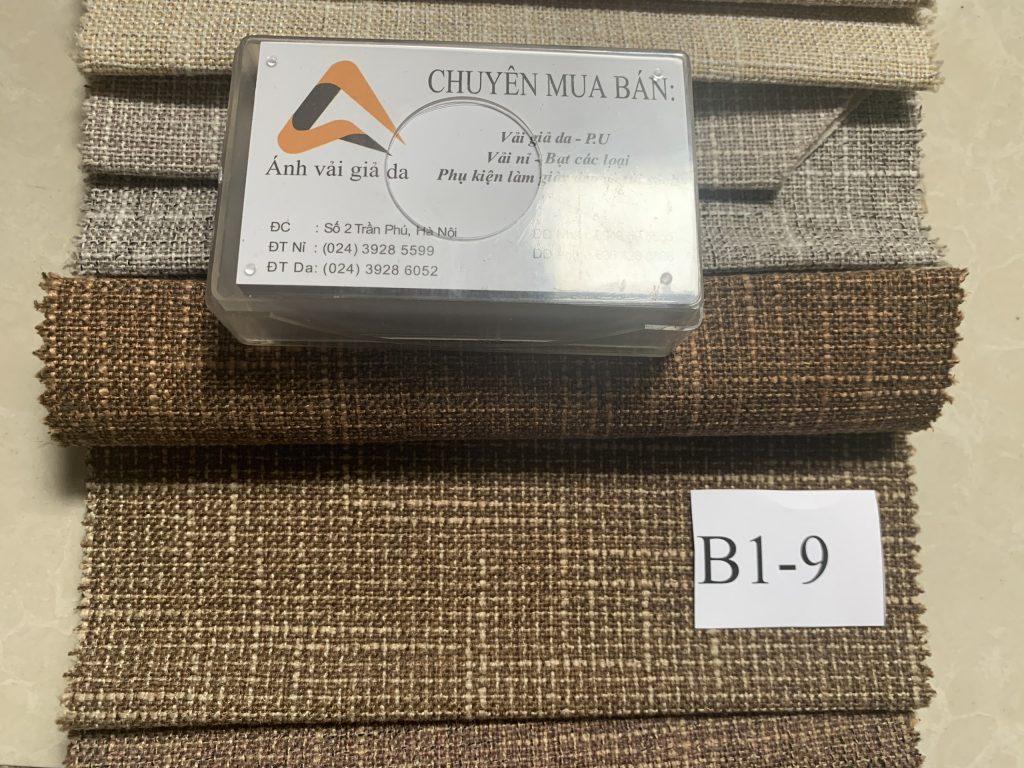 CHUYÊN MUA BÁN:
Vải giả da - P.U
Vải nỉ - Bạt các loại
Phụ kiện làm
Ánh vải giả da
ĐC : Số 2 Trần Phú, Hà Nội
ĐT Nỉ : (024) 3928 5599
ĐT Da: (024) 3928 6052
B1-9